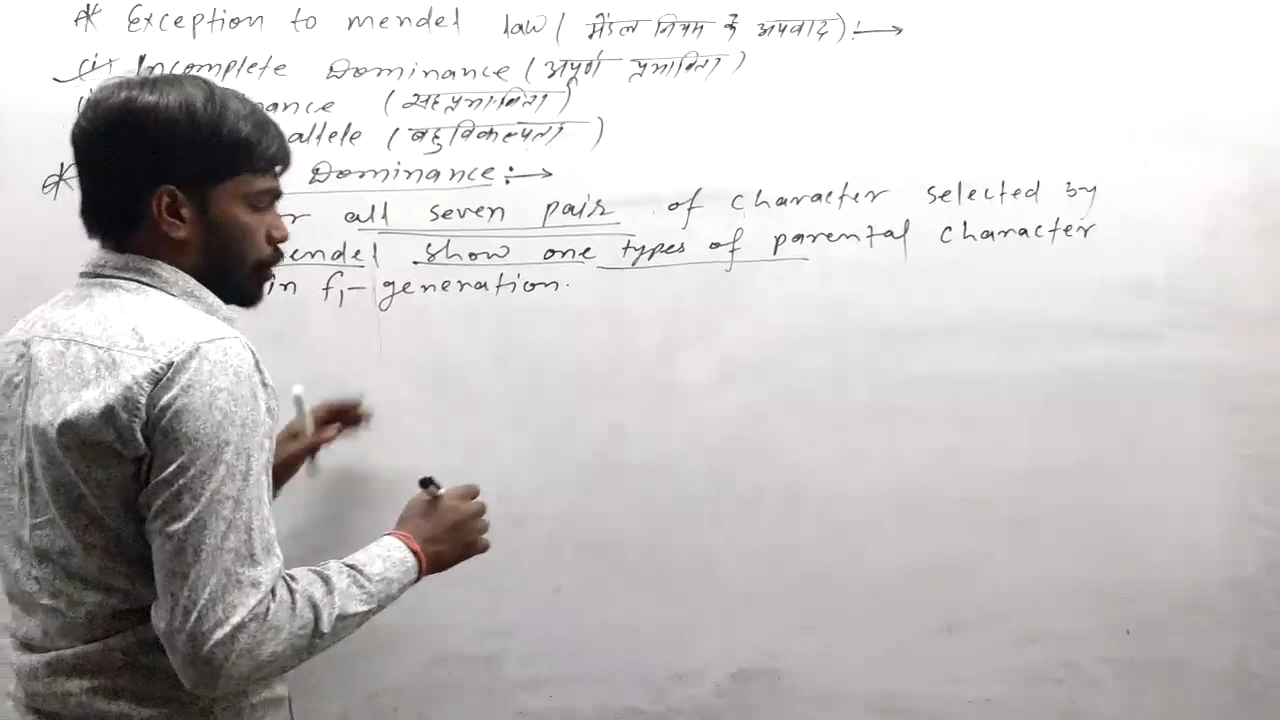 * Exception to mendel law ( मेंडल नियम के अपवाद ) :→
(i) Incomplete Dominance ( अपूर्ण प्रभाविता )
nance ( सहप्रभाविता )
allele ( बहुविकल्पता )
* Dominance :→
r all seven pair of character selected by
endel show one types of parental character
in f1- generation.